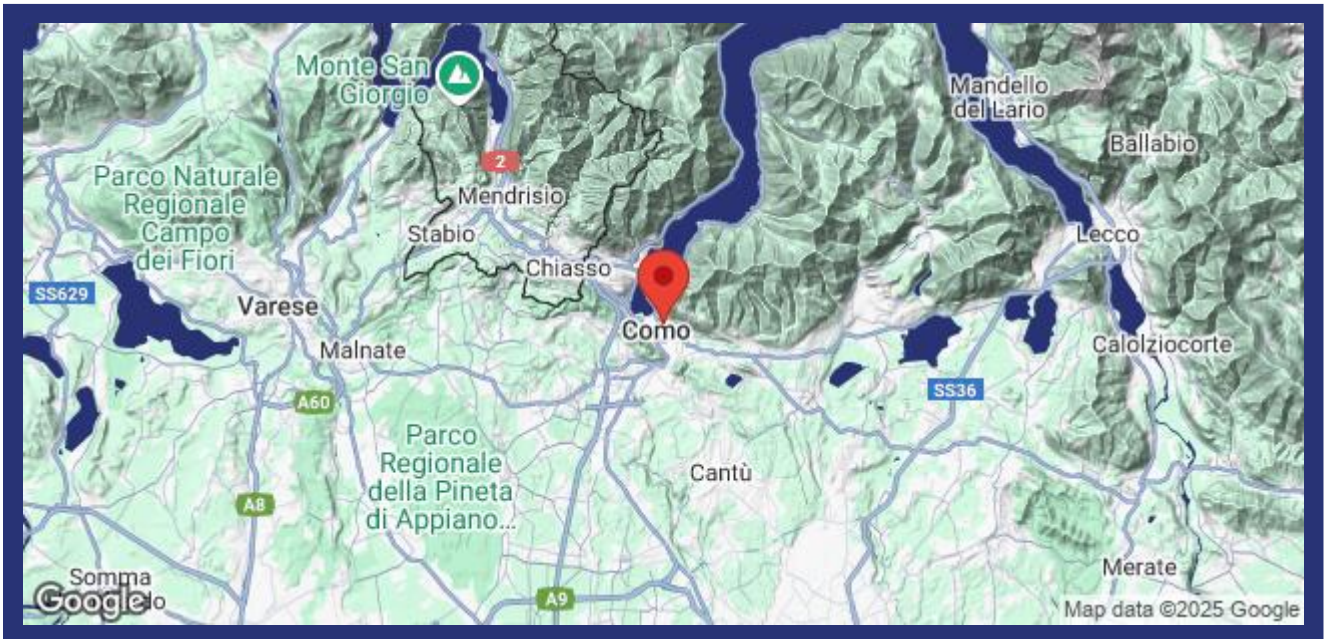 Monte San
Giorgio
Mandello
del Lario
Ballabio
2
Parco Naturale
Regionale
Campo
dei Fiori
Mendrisio
Stabio
Lecco
Chiasso
SS629
Varese
Como
Malnate
Calolziocorte
SS36
A60
Parco
Regionale
della Pineta
di Appiano...
Cantù
A8
Somma
Merate
A9
Google
Map data ©2025 Google